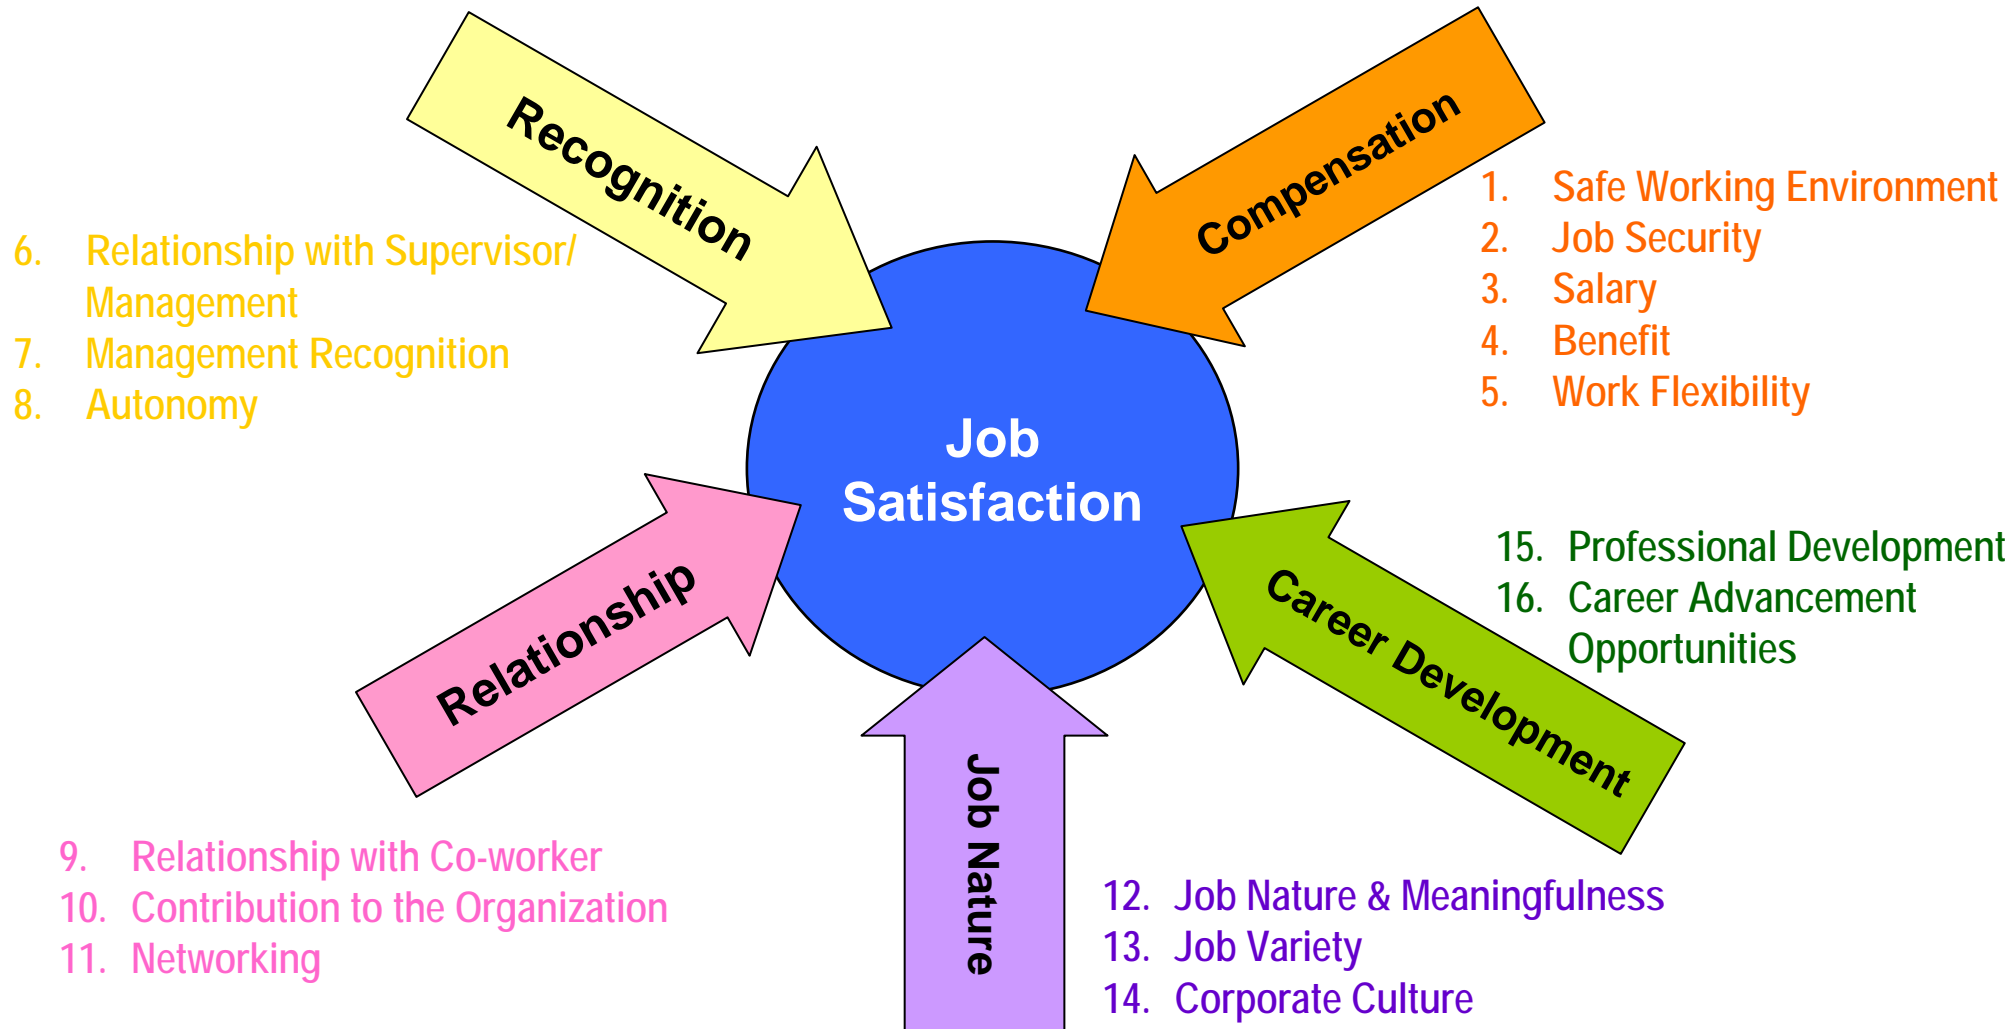 Recognition
Compensation
1. Safe Working Environment
2. Job Security
3. Salary
4. Benefit
5. Work Flexibility
6. Relationship with Supervisor/
Management
7. Management Recognition
8. Autonomy
Job
Satisfaction
Relationship
Career Development
15. Professional Development
16. Career Advancement
Opportunities
Job Nature
9. Relationship with Co-worker
10. Contribution to the Organization
11. Networking
12. Job Nature & Meaningfulness
13. Job Variety
14. Corporate Culture